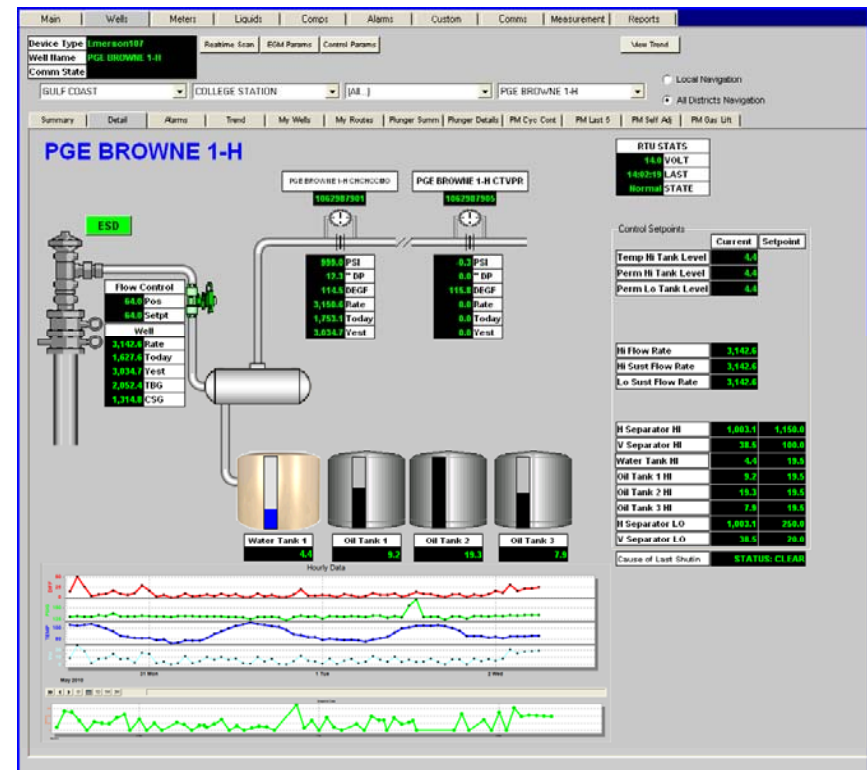 Main Wells Meters Liquids Comps Alarms Custom Comms Measurement Reports
Device Type Emerson107
Realtime Scan EGM Params Control Params View Trend
Well Name PGE BROWNE 1-H
Comm State
Local Navigation
GULF COAST COLLEGE STATION (All...) PGE BROWNE 1-H
All Districts Navigation
Summary Detail Alarms Trend My Wells My Routes Plunger Summ Plunger Details PM Cyc Cont PM Last 5 PM Self Adj PM Gas Lift
PGE BROWNE 1-H
RTU STATS
14.0 VOLT
14:02:19 LAST
Normal STATE
PGE BROWNE 1-H CTVPR
1062987901 1062987905
ESD
Control Setpoints
Current Setpoint
Temp Hi Tank Level 4.4
Perm Hi Tank Level 4.4
Perm Lo Tank Level 4.4
999.0 PSI
12.3 " DP
114.5 DEGF
3,150.6 Rate
1,753.1 Today
3,034.7 Yest
-0.3 PSI
0.0 " DP
115.8 DEGF
0.0 Rate
0.0 Today
0.0 Yest
Flow Control
64.0 Pos
64.0 Setpt
Well
3,142.6 Rate
1,627.6 Today
3,034.7 Yest
2,052.4 TBG
1,314.8 CSG
Hi Flow Rate 3,142.6
Hi Sust Flow Rate 3,142.6
Lo Sust Flow Rate 3,142.6
H Separator HI 1,003.1 1,150.0
V Separator HI 38.5 100.0
Water Tank HI 4.4 19.5
Oil Tank 1 HI 9.2 19.5
Oil Tank 2 HI 19.3 19.5
Oil Tank 3 HI 7.9 19.5
H Separator LO 1,003.1 250.0
V Separator LO 38.5 20.0
Cause of Last Shutin STATUS: CLEAR
Water Tank 1 Oil Tank 1 Oil Tank 2 Oil Tank 3
4.4 9.2 19.3 7.9
Hourly Data
TEMP
31 Mon 1 Tue 2 Wed
May 2010